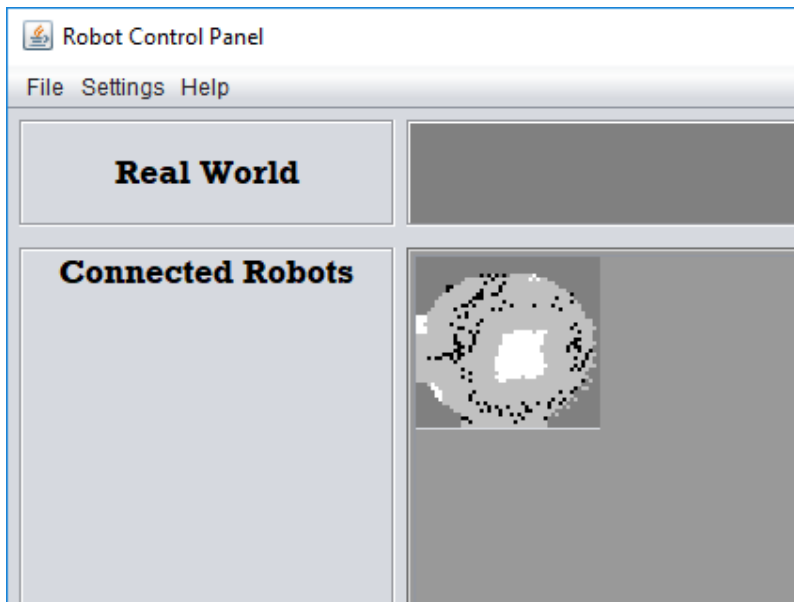 Robot Control Panel
File Settings Help
Real World
Connected Robots